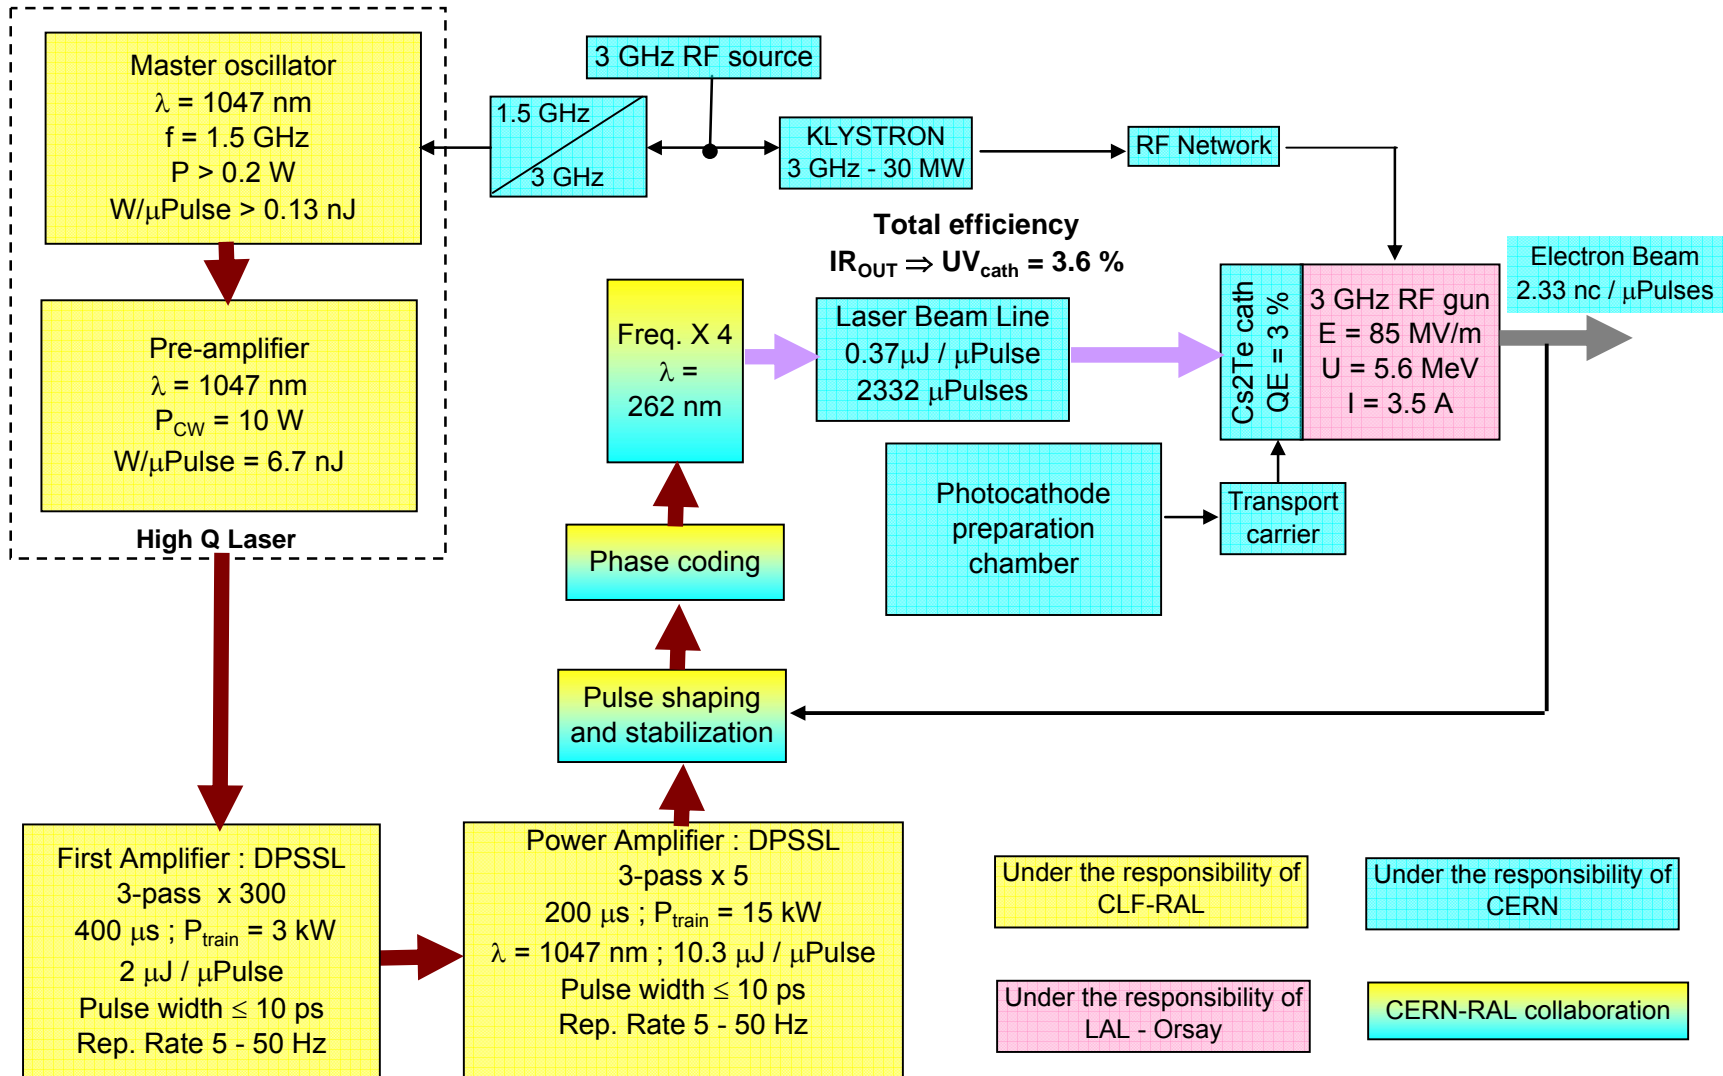 Master oscillator
λ = 1047 nm
f = 1.5 GHz
P > 0.2 W
W/μPulse > 0.13 nJ
Pre-amplifier
λ = 1047 nm
P_CW = 10 W
W/μPulse = 6.7 nJ
High Q Laser
3 GHz RF source
1.5 GHz
3 GHz
KLYSTRON
3 GHz - 30 MW
RF Network
Total efficiency
IR_OUT ⇒ UV_cath = 3.6 %
Freq. X 4
λ =
262 nm
Laser Beam Line
0.37μJ / μPulse
2332 μPulses
Cs2Te cath
QE = 3 %
3 GHz RF gun
E = 85 MV/m
U = 5.6 MeV
I = 3.5 A
Electron Beam
2.33 nc / μPulses
Photocathode
preparation
chamber
Transport
carrier
Phase coding
Pulse shaping
and stabilization
First Amplifier : DPSSL
3-pass x 300
400 μs ; P_train = 3 kW
2 μJ / μPulse
Pulse width ≤ 10 ps
Rep. Rate 5 - 50 Hz
Power Amplifier : DPSSL
3-pass x 5
200 μs ; P_train = 15 kW
λ = 1047 nm ; 10.3 μJ / μPulse
Pulse width ≤ 10 ps
Rep. Rate 5 - 50 Hz
Under the responsibility of
CLF-RAL
Under the responsibility of
CERN
Under the responsibility of
LAL - Orsay
CERN-RAL collaboration